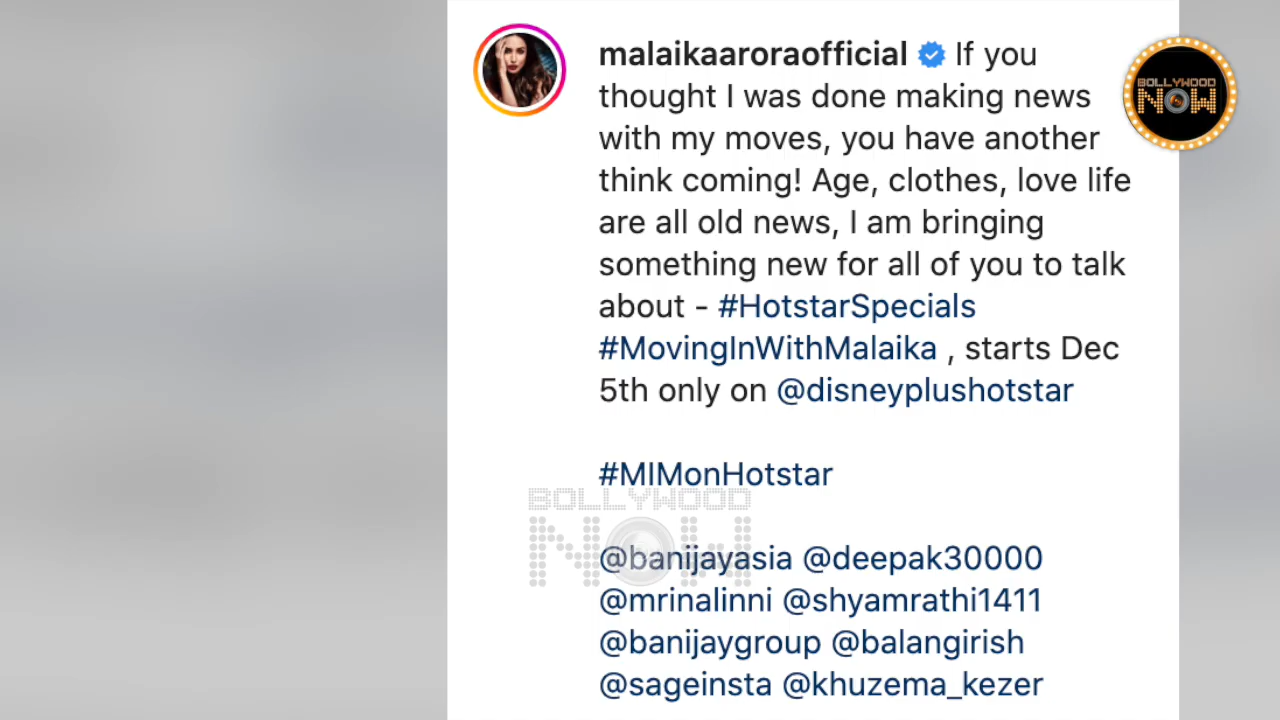 malaikaaroraofficial If you
thought I was done making news
with my moves, you have another
think coming! Age, clothes, love life
are all old news, I am bringing
something new for all of you to talk
about - #HotstarSpecials
#MovingInWithMalaika , starts Dec
5th only on @disneyplushotstar
#MIMonHotstar
@banijayasia @deepak30000
@mrinalinni @shyamrathi1411
@banijaygroup @balangirish
@sageinsta @khuzema_kezer
BOLLYWOOD
NOW
BOLLYWOOD
NOW